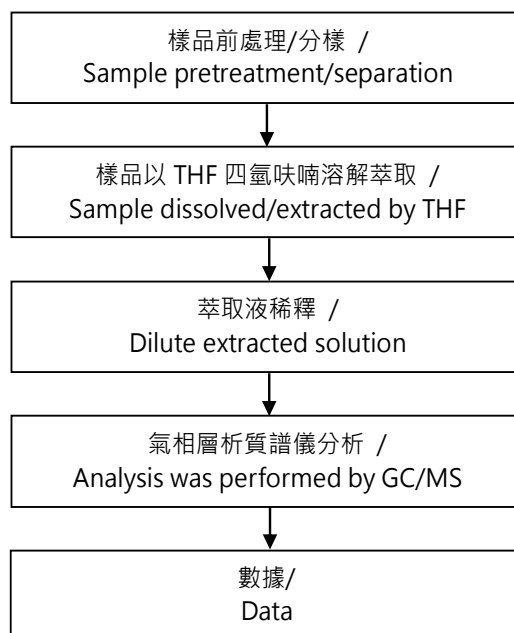 樣品前處理/分樣 /
Sample pretreatment/separation
樣品以 THF 四氫呋喃溶解萃取 /
Sample dissolved/extracted by THF
萃取液稀釋 /
Dilute extracted solution
氣相層析質譜儀分析 /
Analysis was performed by GC/MS
數據/
Data